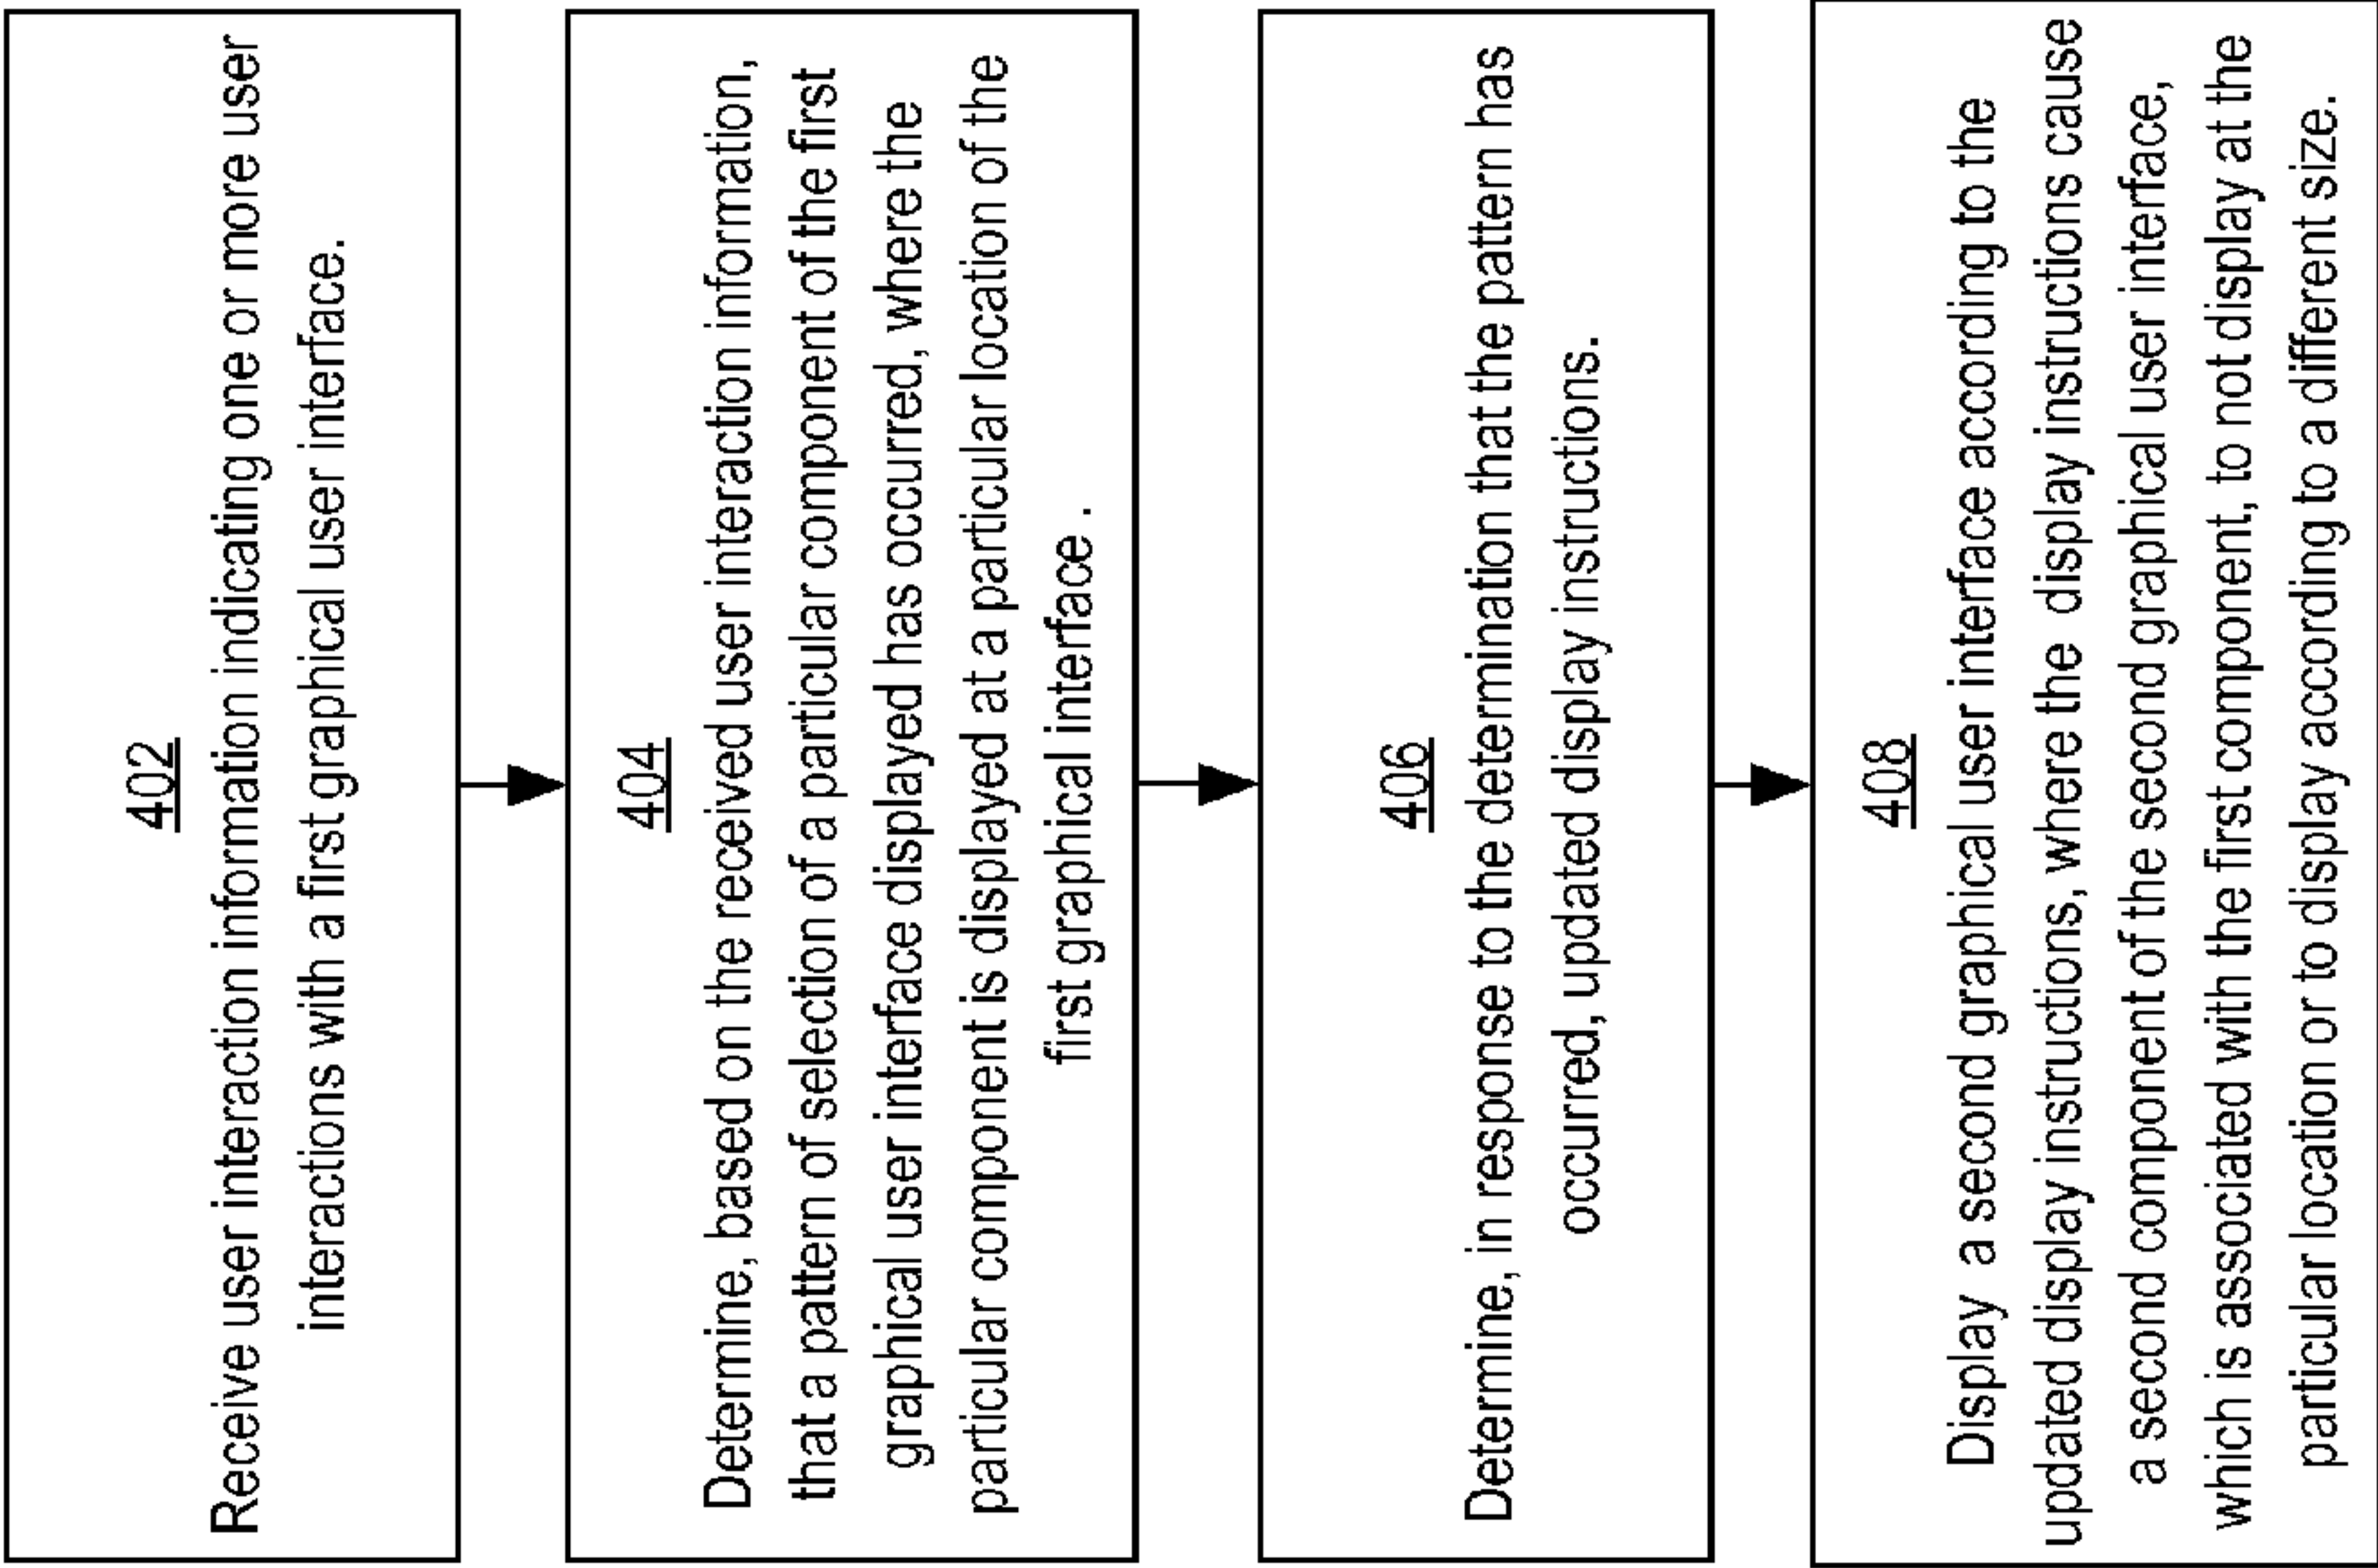 402
Receive user interaction information indicating one or more user
interactions with a first graphical user interface.
404
Determine, based on the received user interaction information,
that a pattern of selection of a particular component of the first
graphical user interface displayed has occurred, where the
particular component is displayed at a particular location of the
first graphical interface .
406
Determine, in response to the determination that the pattern has
occurred, updated display instructions.
408
Display a second graphical user interface according to the
updated display instructions, where the display instructions cause
a second component of the second graphical user interface,
which is associated with the first component, to not display at the
particular location or to display according to a different size.